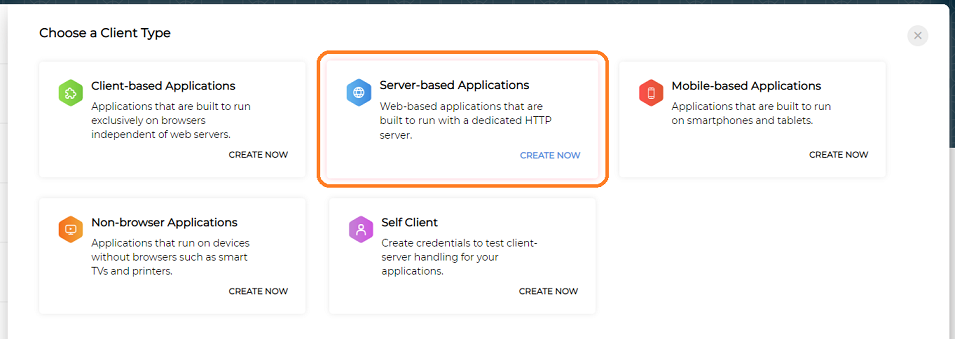 Choose a Client Type
Client-based Applications
Applications that are built to run
exclusively on browsers
independent of web servers.
CREATE NOW
Server-based Applications
Web-based applications that are
built to run with a dedicated HTTP
server.
CREATE NOW
Mobile-based Applications
Applications that are built to run
on smartphones and tablets.
CREATE NOW
Non-browser Applications
Applications that run on devices
without browsers such as smart
TVs and printers.
CREATE NOW
Self Client
Create credentials to test client-
server handling for your
applications.
CREATE NOW